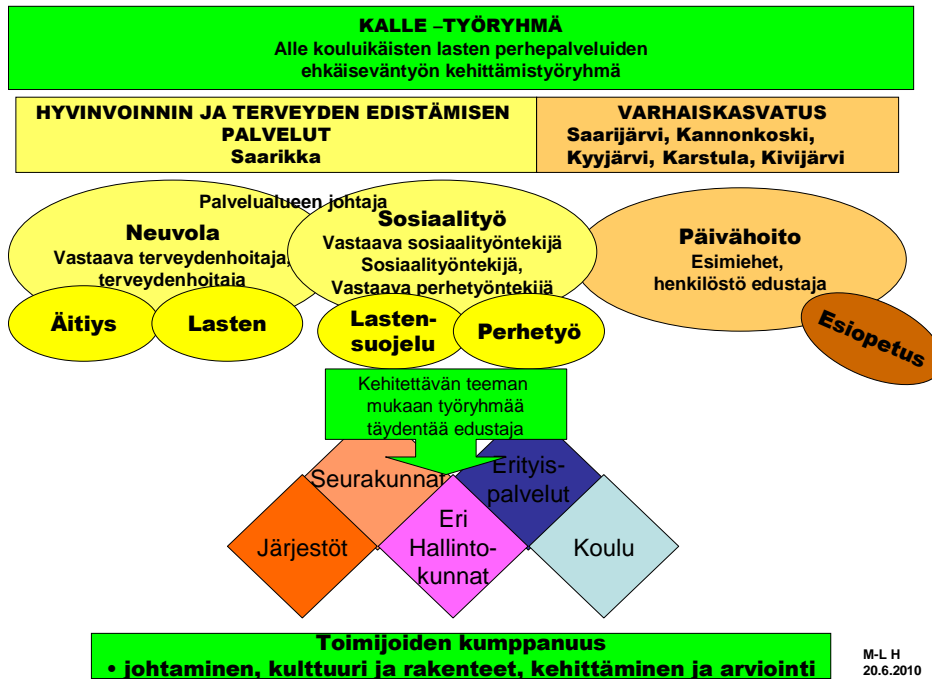 KALLE –TYÖRYHMÄ
Alle kouluikäisten lasten perhepalveluiden
ehkäiseväntyön kehittämistyöryhmä
HYVINVOINNIN JA TERVEYDEN EDISTÄMISEN
PALVELUT
Saarikka
VARHAISKASVATUS
Saarijärvi, Kannonkoski,
Kyyjärvi, Karstula, Kivijärvi
Palvelualueen johtaja
Neuvola
Vastaava terveydenhoitaja,
terveydenhoitaja
Sosiaalityö
Vastaava sosiaalityöntekijä
Sosiaalityöntekijä,
Vastaava perhetyöntekijä
Päivähoito
Esimiehet,
henkilöstö edustaja
Äitiys
Lasten
Lasten-
suojelu
Perhetyö
Esiopetus
Kehitettävän teeman
mukaan työryhmää
täydentää edustaja
Seurakunnat
Erityis-
palvelut
Järjestöt
Eri
Hallinto-
kunnat
Koulu
Toimijoiden kumppanuus
• johtaminen, kulttuuri ja rakenteet, kehittäminen ja arviointi
M-L H
20.6.2010